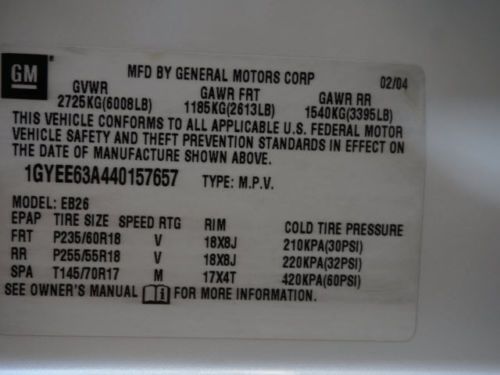 GM
MFD BY GENERAL MOTORS CORP 02/04
GVWR GAWR FRT GAWR RR
2725KG(6008LB) 1185KG(2613LB) 1540KG(3395LB)
THIS VEHICLE CONFORMS TO ALL APPLICABLE U.S. FEDERAL MOTOR
VEHICLE SAFETY AND THEFT PREVENTION STANDARDS IN EFFECT ON
THE DATE OF MANUFACTURE SHOWN ABOVE.
1GYEE63A440157657 TYPE: M.P.V.
MODEL: EB26
EPAP TIRE SIZE SPEED RTG RIM COLD TIRE PRESSURE
FRT P235/60R18 V 18X8J 210KPA(30PSI)
RR P255/55R18 V 18X8J 220KPA(32PSI)
SPA T145/70R17 M 17X4T 420KPA(60PSI)
SEE OWNER'S MANUAL FOR MORE INFORMATION.